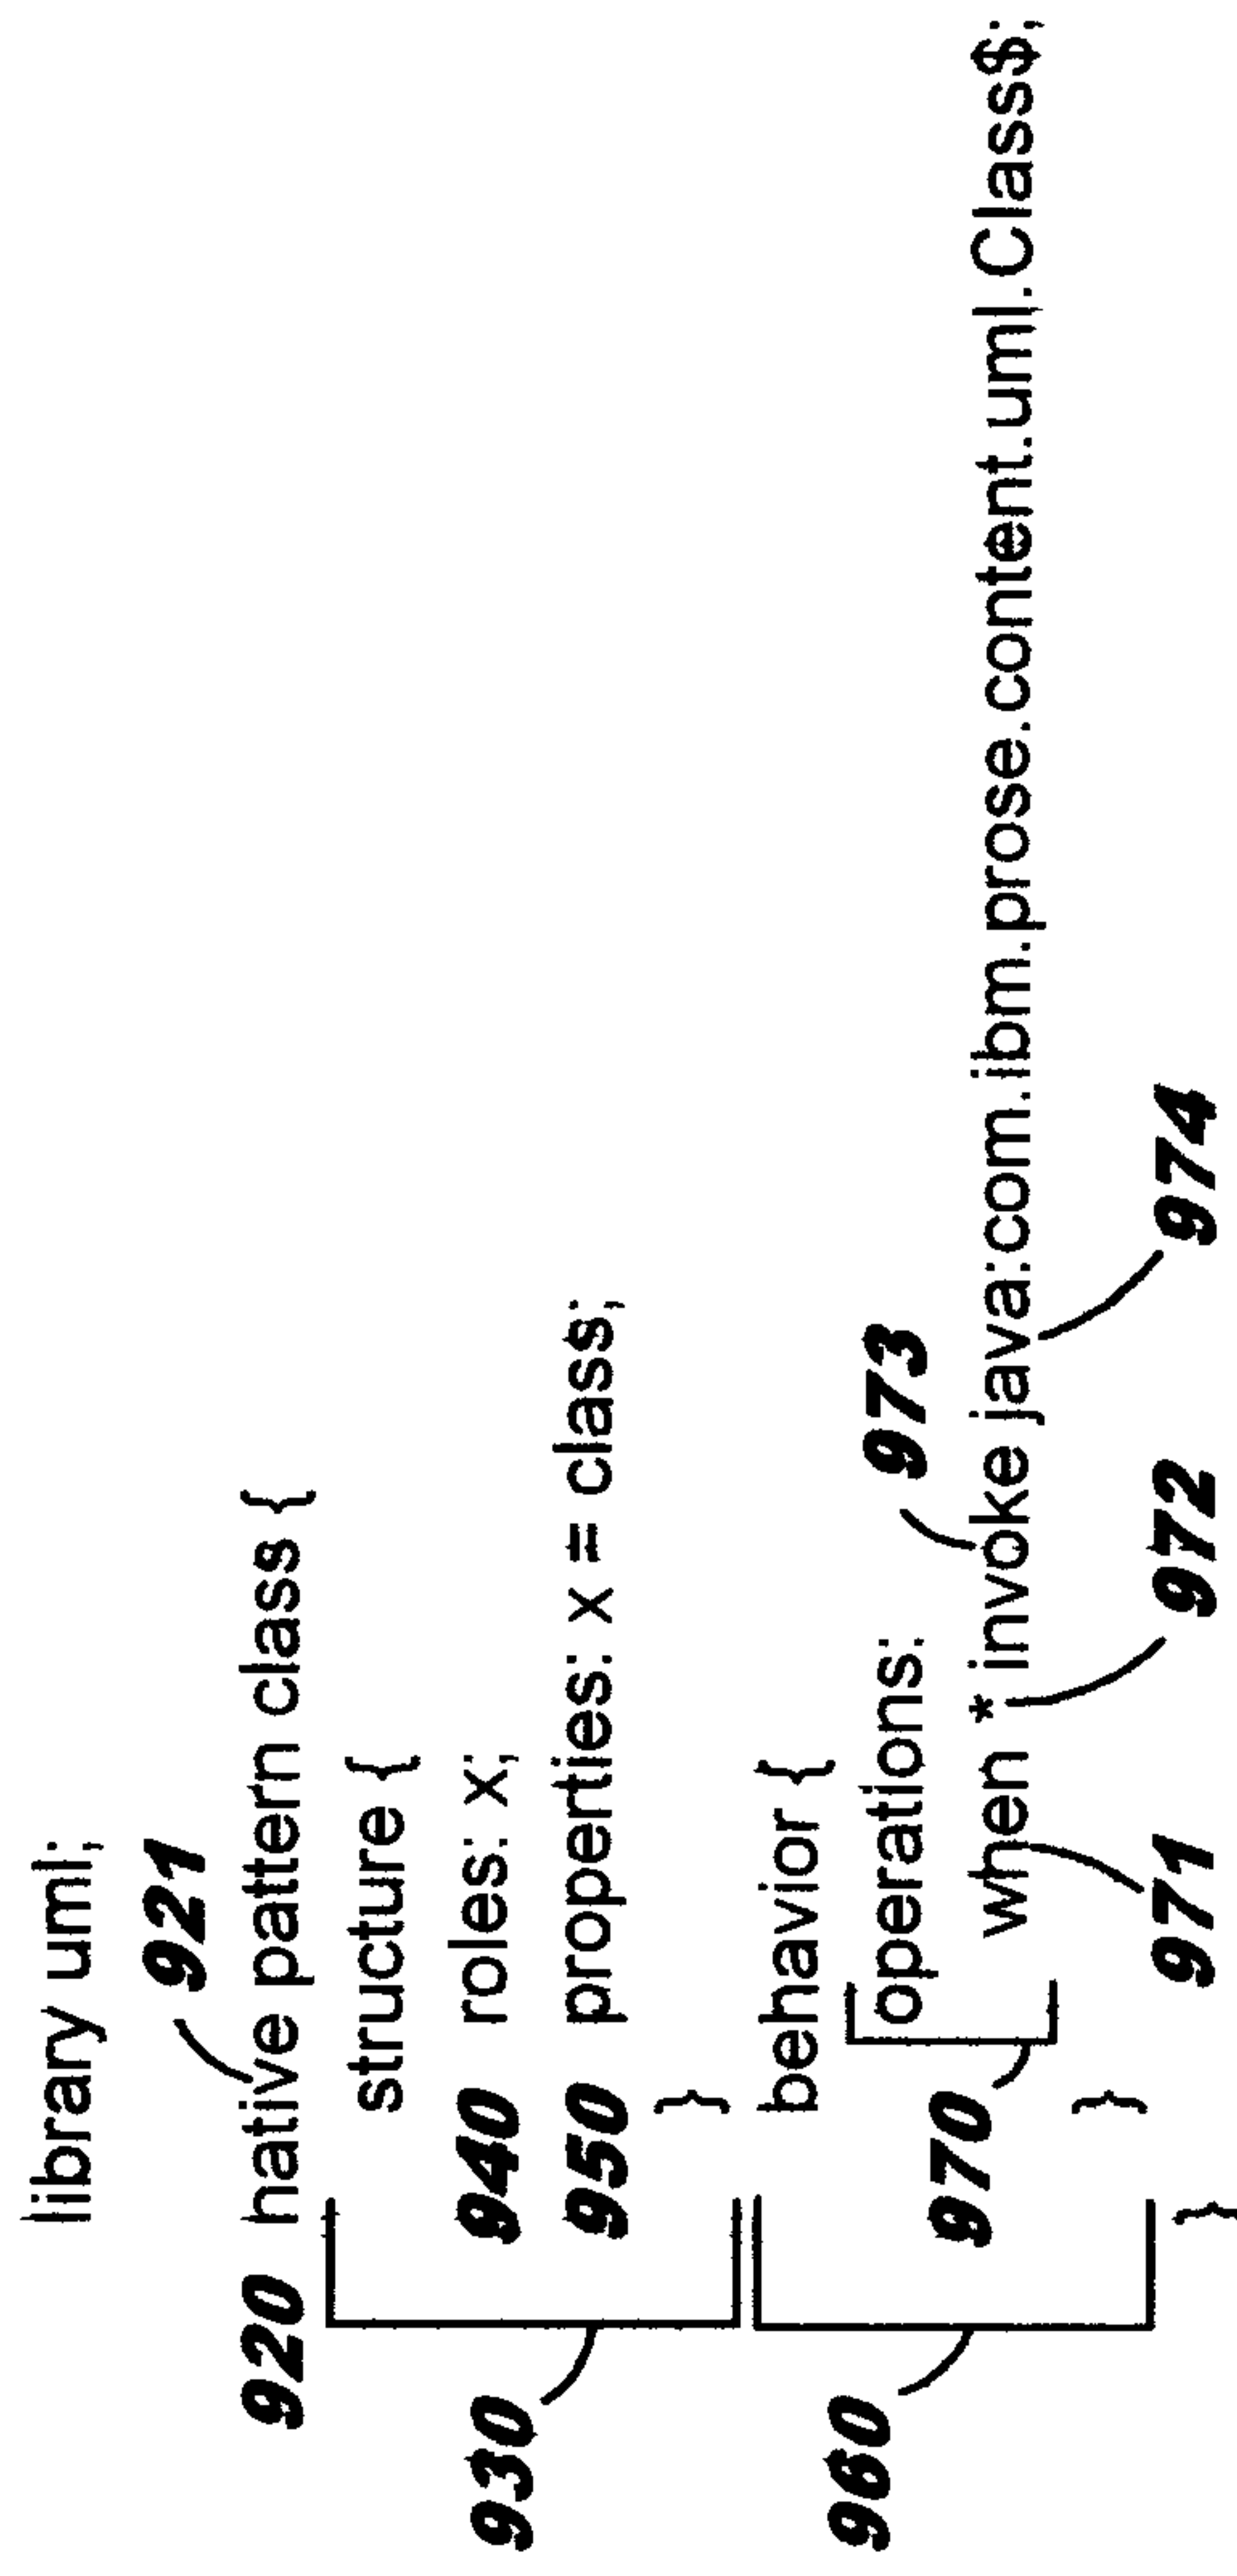 library uml;
921
920 native pattern class {
structure {
940 roles: x;
930
950 properties: x = class;
}
behavior {
973
operations:
960
970
when * invoke java:com.ibm.prose.content.uml.Class$;
}
971 972 974
}